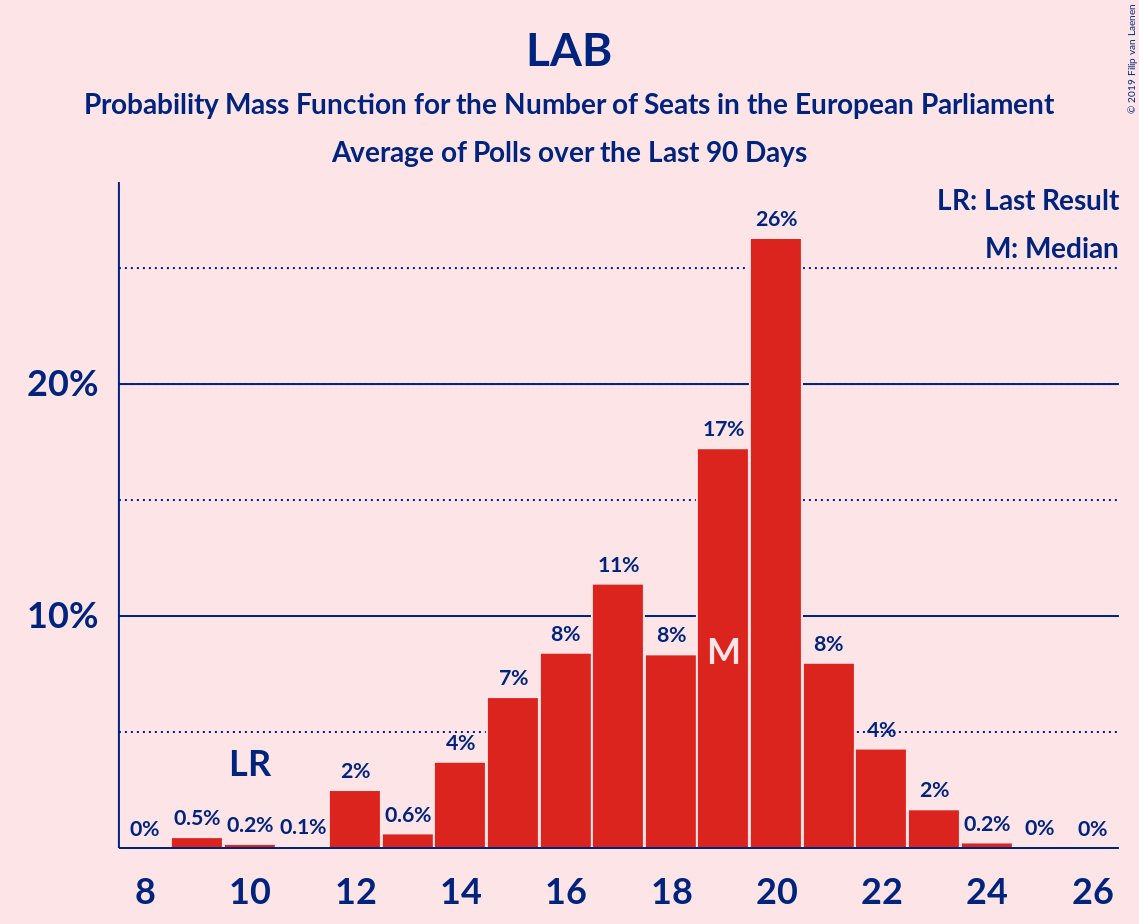 LAB
Probability Mass Function for the Number of Seats in the European Parliament
Average of Polls over the Last 90 Days
© 2019 Filip van Laenen
LR: Last Result
M: Median
20%
10%
0%
0.5%
0.2%
0.1%
2%
0.6%
4%
7%
8%
11%
8%
17%
26%
8%
4%
2%
0.2%
0%
0%
LR
M
8 10 12 14 16 18 20 22 24 26